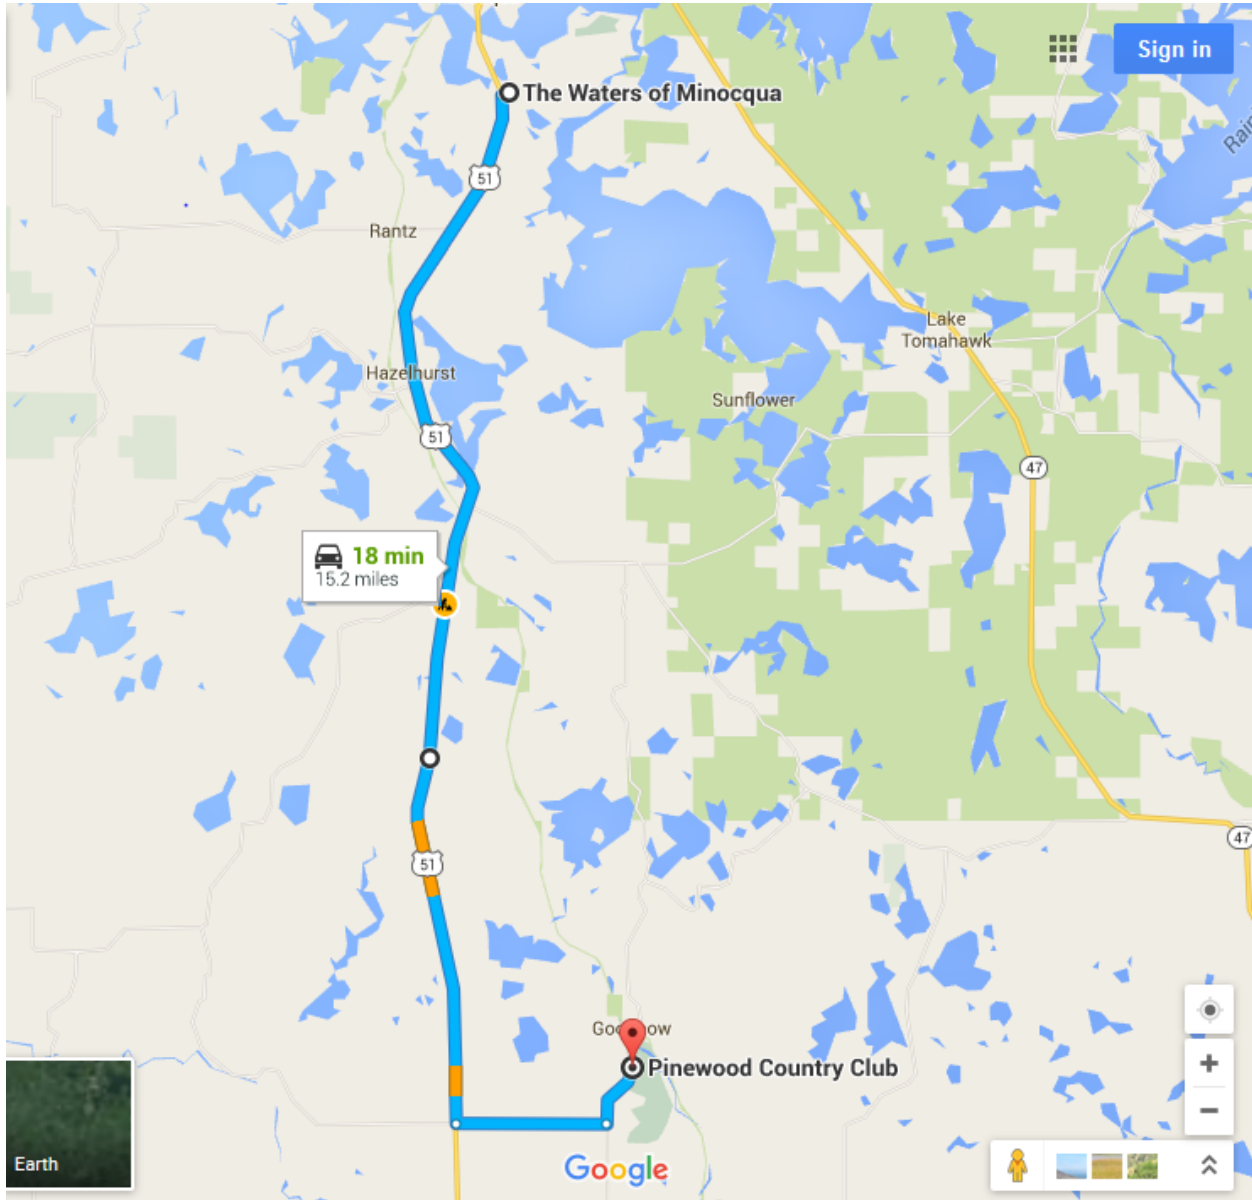 Sign in
The Waters of Minocqua
Rain
51
Rantz
Lake
Tomahawk
Hazelhurst
Sunflower
51
47
18 min
15.2 miles
47
51
Pinewood Country Club
Earth
Google